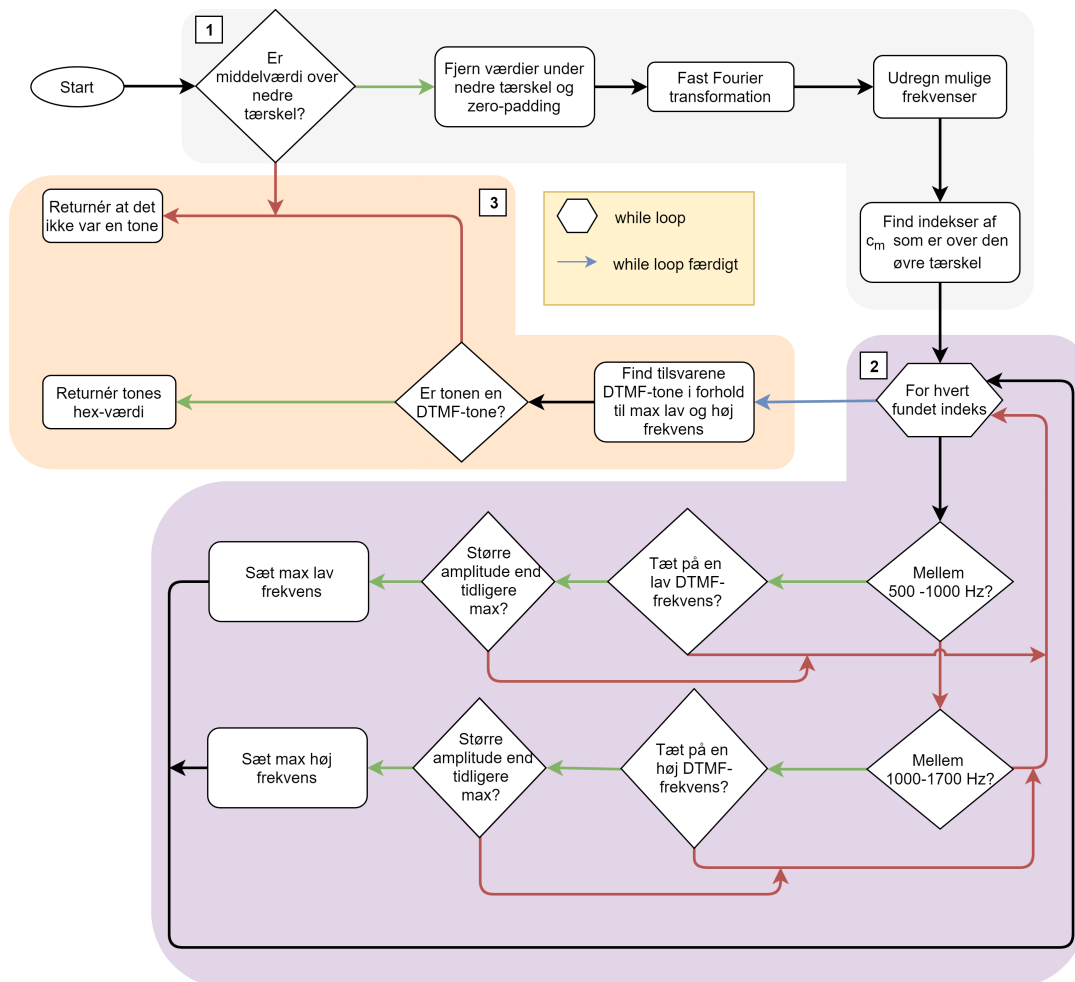 1
Start
Er
middelværdi over
nedre
tærskel?
Fjern værdier under
nedre tærskel og
zero-padding
Fast Fourier
transformation
Udregn mulige
frekvenser
Find indekser af
cm som er over den
øvre tærskel
3
Returnér at det
ikke var en tone
while loop
while loop færdigt
Returnér tones
hex-værdi
Er tonen en
DTMF-tone?
Find tilsvarene
DTMF-tone i forhold
til max lav og høj
frekvens
2
For hvert
fundet indeks
Sæt max lav
frekvens
Større
amplitude end
tidligere
max?
Tæt på en
lav DTMF-
frekvens?
Mellem
500 -1000 Hz?
Sæt max høj
frekvens
Større
amplitude end
tidligere
max?
Tæt på en
høj DTMF-
frekvens?
Mellem
1000-1700 Hz?